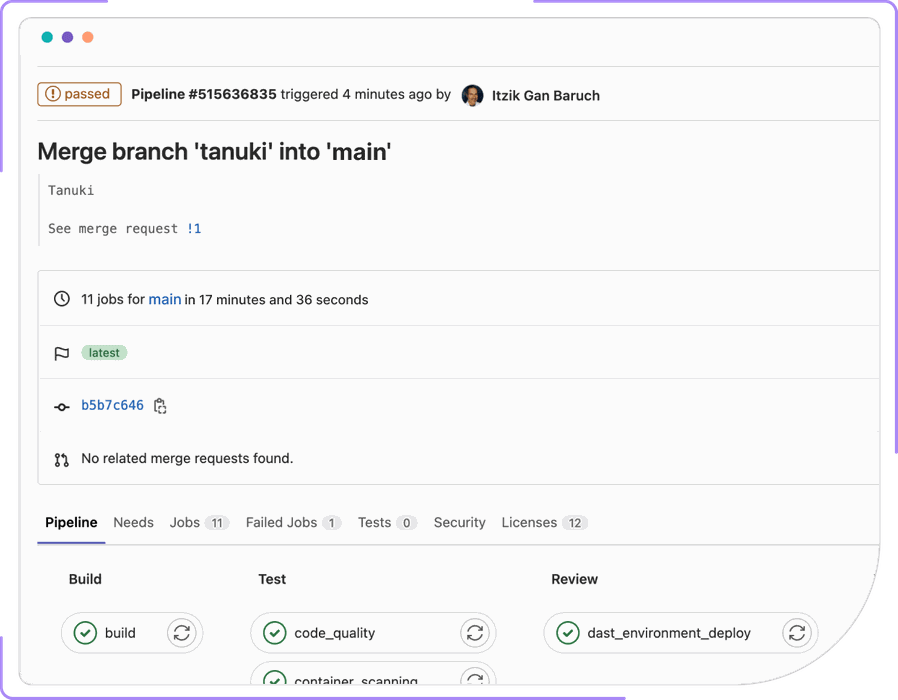 passed Pipeline #515636835 triggered 4 minutes ago by Itzik Gan Baruch
Merge branch 'tanuki' into 'main'
Tanuki
See merge request !1
11 jobs for main in 17 minutes and 36 seconds
latest
b5b7c646
No related merge requests found.
Pipeline Needs Jobs 11 Failed Jobs 1 Tests 0 Security Licenses 12
Build Test Review
build code_quality dast_environment_deploy
container_scanning